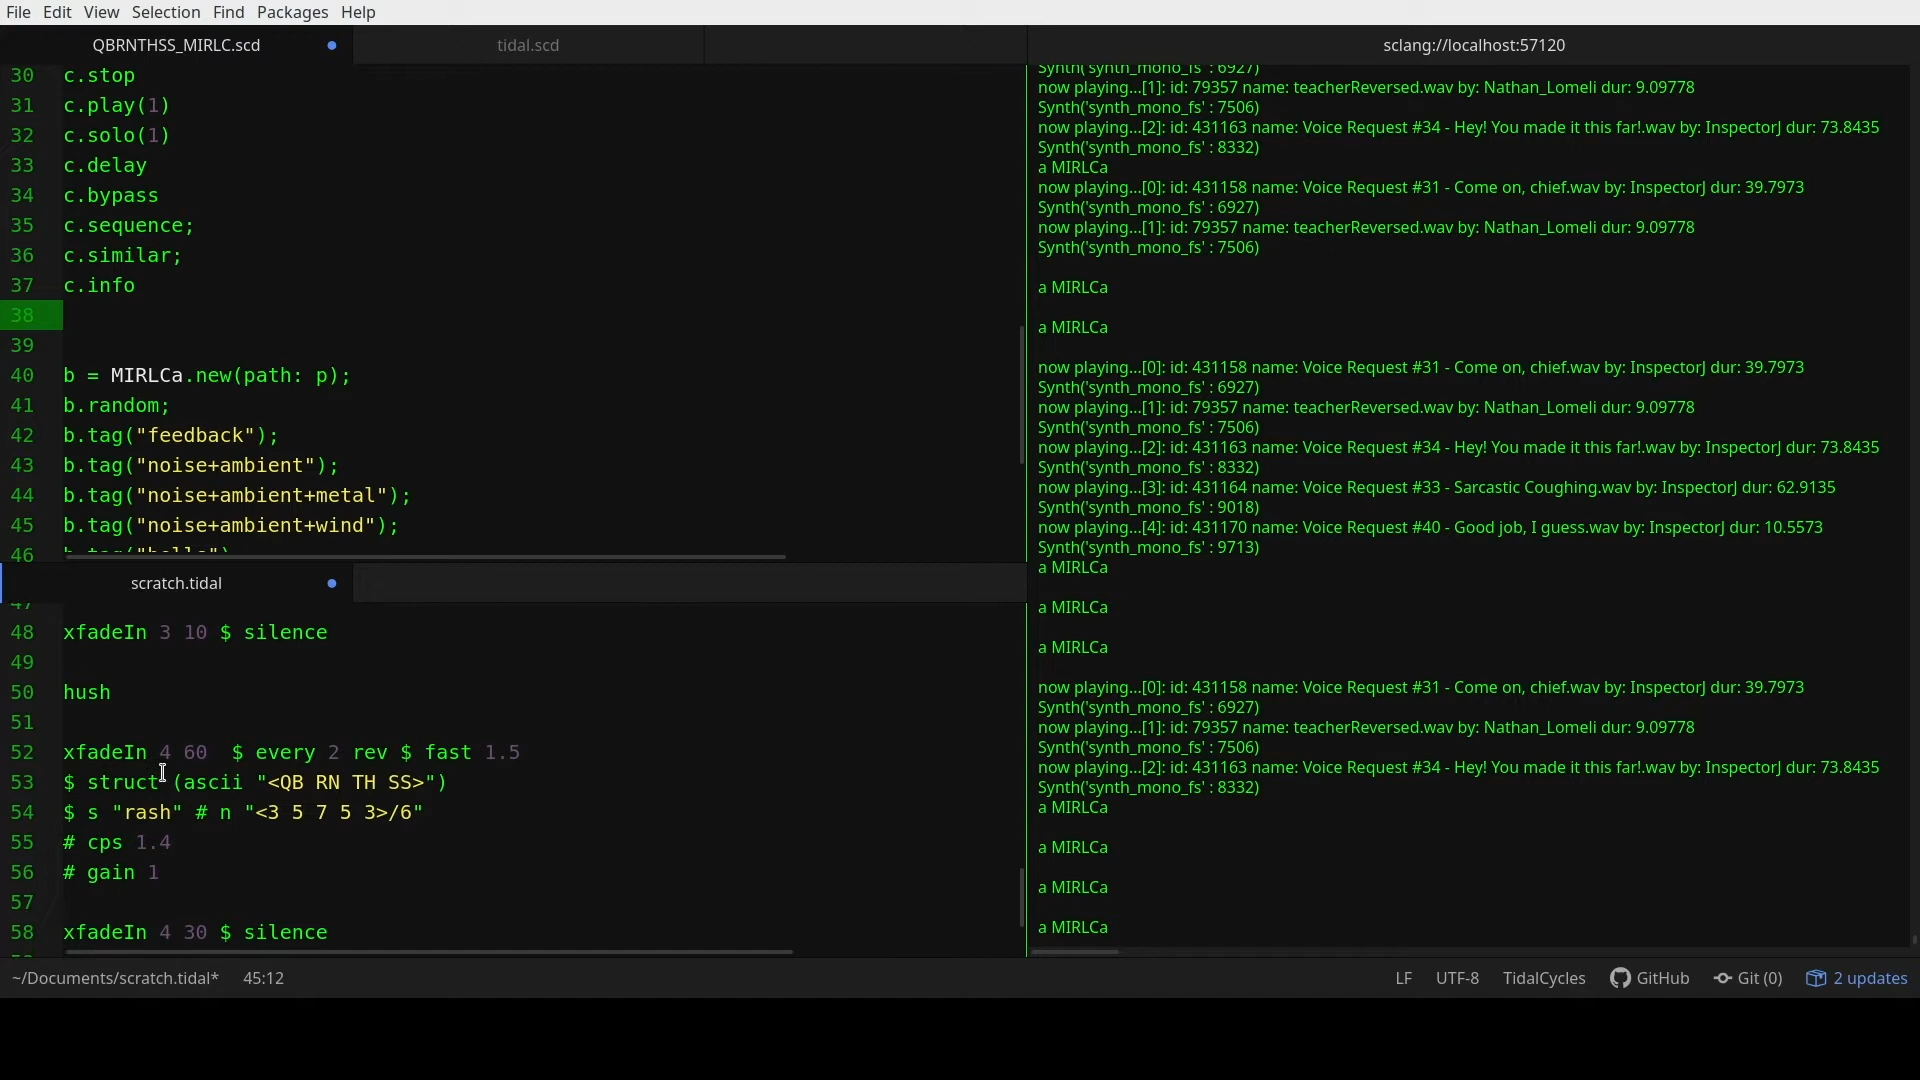 File Edit View Selection Find Packages Help
QBRNTHSS_MIRLC.scd
tidal.scd
30 c.stop
31 c.play(1)
32 c.solo(1)
33 c.delay
34 c.bypass
35 c.sequence;
36 c.similar;
37 c.info
38
39
40 b = MIRLCa.new(path: p);
41 b.random;
42 b.tag("feedback");
43 b.tag("noise+ambient");
44 b.tag("noise+ambient+metal");
45 b.tag("noise+ambient+wind");
46 b.tag("bells")
scratch.tidal
47
48 xfadeIn 3 10 $ silence
49
50 hush
51
52 xfadeIn 4 60  $ every 2 rev $ fast 1.5
53 $ struct (ascii "<QB RN TH SS>")
54 $ s "rash" # n "<3 5 7 5 3>/6"
55 # cps 1.4
56 # gain 1
57
58 xfadeIn 4 30 $ silence
sclang://localhost:57120
Synth('synth_mono_fs' : 6927)
now playing...[1]: id: 79357 name: teacherReversed.wav by: Nathan_Lomeli dur: 9.09778
Synth('synth_mono_fs' : 7506)
now playing...[2]: id: 431163 name: Voice Request #34 - Hey! You made it this far!.wav by: InspectorJ dur: 73.8435
Synth('synth_mono_fs' : 8332)
a MIRLCa
now playing...[0]: id: 431158 name: Voice Request #31 - Come on, chief.wav by: InspectorJ dur: 39.7973
Synth('synth_mono_fs' : 6927)
now playing...[1]: id: 79357 name: teacherReversed.wav by: Nathan_Lomeli dur: 9.09778
Synth('synth_mono_fs' : 7506)
a MIRLCa
a MIRLCa
now playing...[0]: id: 431158 name: Voice Request #31 - Come on, chief.wav by: InspectorJ dur: 39.7973
Synth('synth_mono_fs' : 6927)
now playing...[1]: id: 79357 name: teacherReversed.wav by: Nathan_Lomeli dur: 9.09778
Synth('synth_mono_fs' : 7506)
now playing...[2]: id: 431163 name: Voice Request #34 - Hey! You made it this far!.wav by: InspectorJ dur: 73.8435
Synth('synth_mono_fs' : 8332)
now playing...[3]: id: 431164 name: Voice Request #33 - Sarcastic Coughing.wav by: InspectorJ dur: 62.9135
Synth('synth_mono_fs' : 9018)
now playing...[4]: id: 431170 name: Voice Request #40 - Good job, I guess.wav by: InspectorJ dur: 10.5573
Synth('synth_mono_fs' : 9713)
a MIRLCa
a MIRLCa
a MIRLCa
now playing...[0]: id: 431158 name: Voice Request #31 - Come on, chief.wav by: InspectorJ dur: 39.7973
Synth('synth_mono_fs' : 6927)
now playing...[1]: id: 79357 name: teacherReversed.wav by: Nathan_Lomeli dur: 9.09778
Synth('synth_mono_fs' : 7506)
now playing...[2]: id: 431163 name: Voice Request #34 - Hey! You made it this far!.wav by: InspectorJ dur: 73.8435
Synth('synth_mono_fs' : 8332)
a MIRLCa
a MIRLCa
a MIRLCa
a MIRLCa
~/Documents/scratch.tidal* 45:12 LF UTF-8 TidalCycles GitHub Git (0) 2 updates